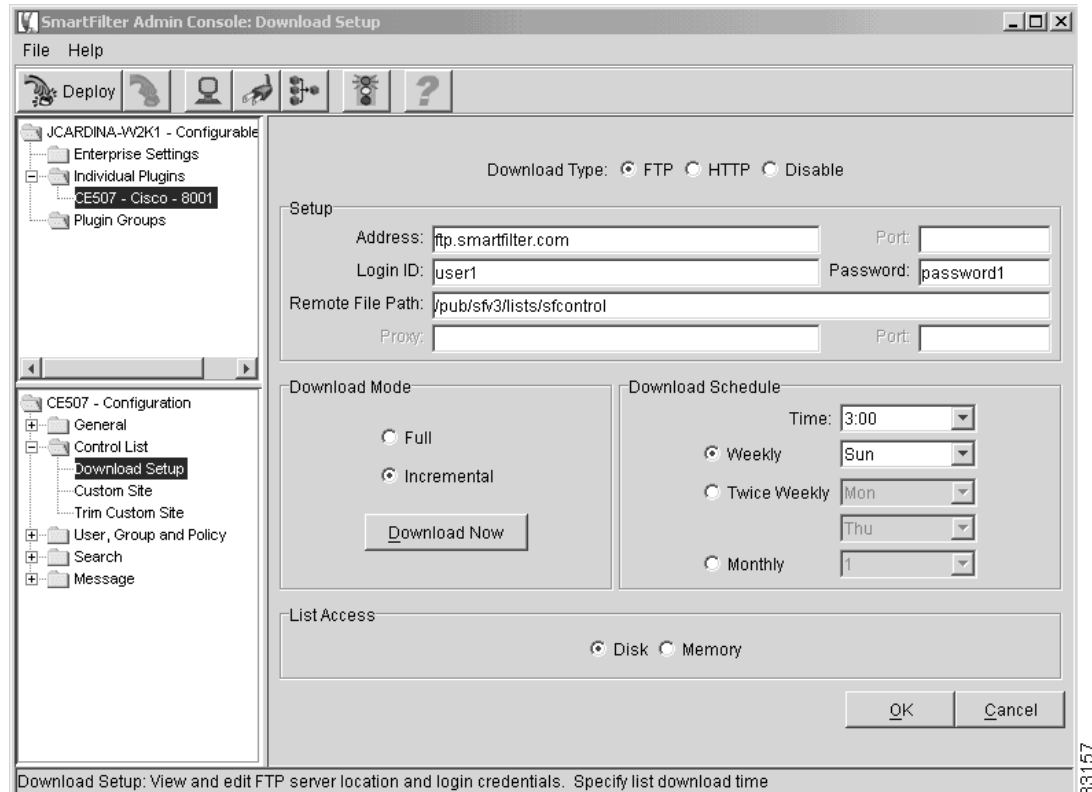 SmartFilter Admin Console: Download Setup
File Help
Deploy
JCARDINA-W2K1 - Configurable
Enterprise Settings
Individual Plugins
CE507 - Cisco - 8001
Plugin Groups
Download Type: FTP HTTP Disable
Setup
Address: ftp.smartfilter.com Port:
Login ID: user1 Password: password1
Remote File Path: /pub/sfv3/lists/sfcontrol
Proxy: Port:
CE507 - Configuration
General
Control List
Download Setup
Custom Site
Trim Custom Site
User, Group and Policy
Search
Message
Download Mode
Full
Incremental
Download Now
Download Schedule
Time: 3:00
Weekly Sun
Twice Weekly Mon
Thu
Monthly 1
List Access
Disk Memory
OK Cancel
Download Setup: View and edit FTP server location and login credentials. Specify list download time